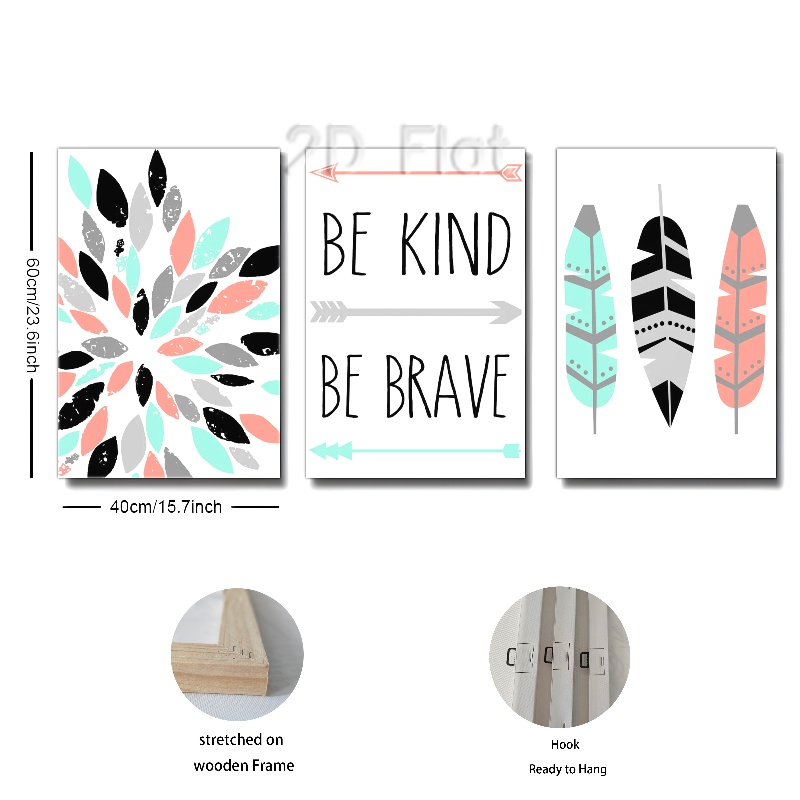 2D Flat
BE KIND
BE BRAVE
60cm/23.6inch
40cm/15.7inch
stretched on
wooden Frame
Hook
Ready to Hang